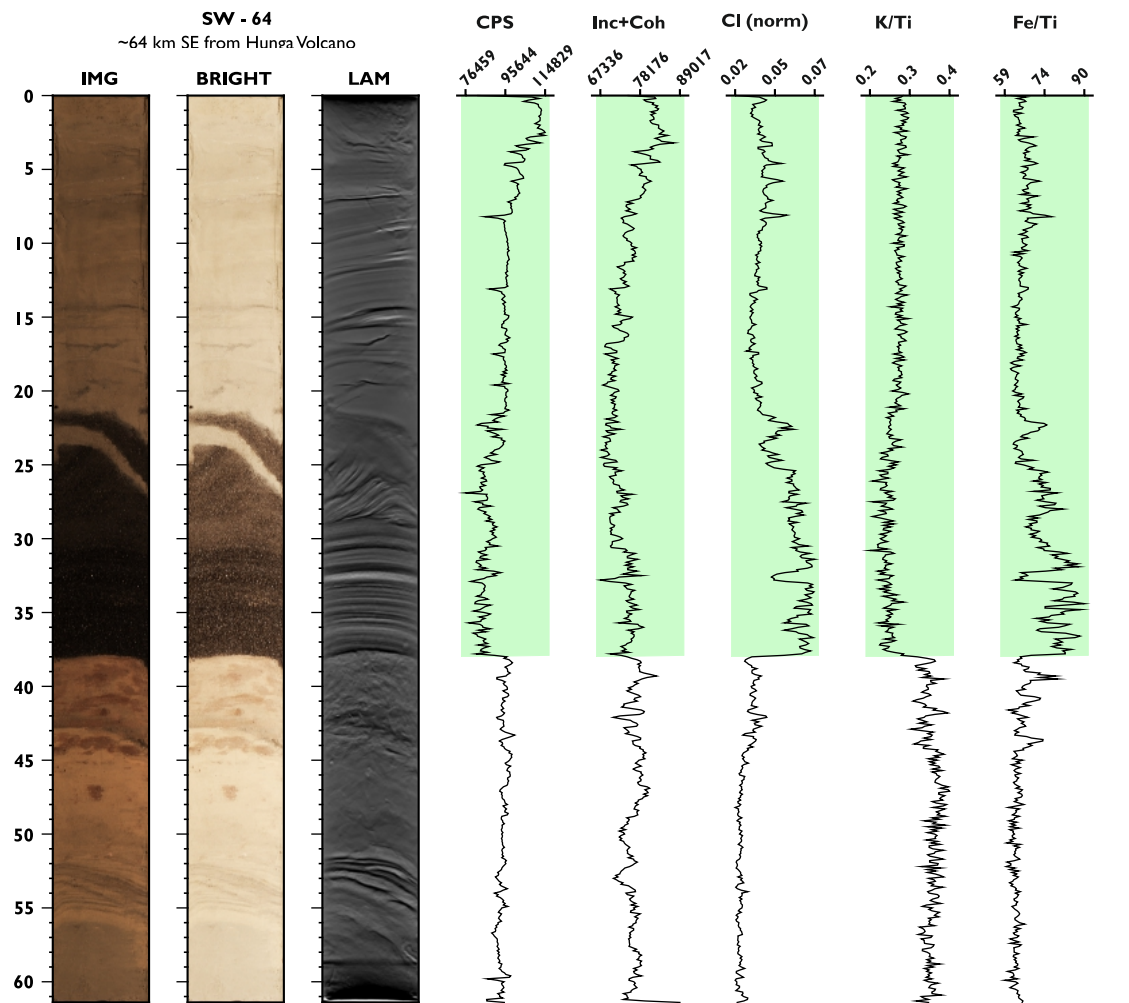 SW - 64
~64 km SE from Hunga Volcano
IMG BRIGHT LAM
CPS Inc+Coh Cl (norm) K/Ti Fe/Ti
76459 95644 114829 67336 78176 89017 0.02 0.05 0.07 0.2 0.3 0.4 59 74 90
0
5
10
15
20
25
30
35
40
45
50
55
60